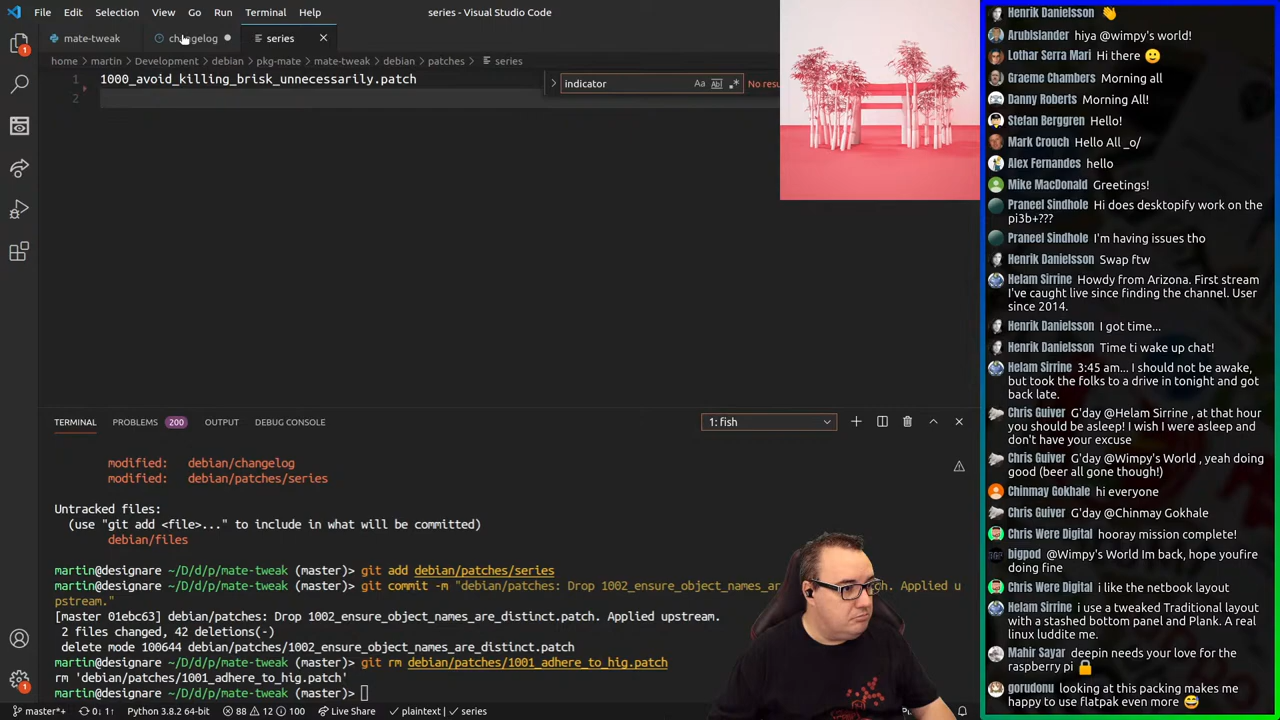 File Edit Selection View Go Run Terminal Help
series - Visual Studio Code
mate-tweak
changelog
series
home > martin > Development > debian > pkg-mate > mate-tweak > debian > patches > series
1 1000_avoid_killing_brisk_unnecessarily.patch
2
indicator
Aa Abl .*
No resu
TERMINAL PROBLEMS 200 OUTPUT DEBUG CONSOLE
1: fish
modified: debian/changelog
modified: debian/patches/series
Untracked files:
(use "git add <file>..." to include in what will be committed)
debian/files
martin@designare ~/D/d/p/mate-tweak (master)> git add debian/patches/series
martin@designare ~/D/d/p/mate-tweak (master)> git commit -m "debian/patches: Drop 1002_ensure_object_names_are_distinct.patch. Applied u
pstream."
[master 01ebc63] debian/patches: Drop 1002_ensure_object_names_are_distinct.patch. Applied upstream.
2 files changed, 42 deletions(-)
delete mode 100644 debian/patches/1002_ensure_object_names_are_distinct.patch
martin@designare ~/D/d/p/mate-tweak (master)> git rm debian/patches/1001_adhere_to_hig.patch
rm 'debian/patches/1001_adhere_to_hig.patch'
martin@designare ~/D/d/p/mate-tweak (master)>
master*+ 0↓ 1↑ Python 3.8.2 64-bit 88 12 100 Live Share plaintext series
Henrik Danielsson 👋
ArubIslander hiya @wimpy's world!
Lothar Serra Mari Hi there 🙂
Graeme Chambers Morning all
Danny Roberts Morning All!
Stefan Berggren Hello!
Mark Crouch Hello All _o/
Alex Fernandes hello
Mike MacDonald Greetings!
Praneel Sindhole Hi does desktopify work on the
pi3b+???
Praneel Sindhole I'm having issues tho
Henrik Danielsson Swap ftw
Helam Sirrine Howdy from Arizona. First stream
I've caught live since finding the channel. User
since 2014.
Henrik Danielsson I got time...
Henrik Danielsson Time ti wake up chat!
Helam Sirrine 3:45 am... I should not be awake,
but took the folks to a drive in tonight and got
back late.
Chris Guiver G'day @Helam Sirrine , at that hour
you should be asleep! I wish I were asleep and
don't have your excuse
Chris Guiver G'day @Wimpy's World , yeah doing
good (beer all gone though!)
Chinmay Gokhale hi everyone
Chris Guiver G'day @Chinmay Gokhale
Chris Were Digital hooray mission complete!
bigpod @Wimpy's World Im back, hope youfire
doing fine
Chris Were Digital i like the netbook layout
Helam Sirrine i use a tweaked Traditional layout
with a stashed bottom panel and Plank. A real
linux luddite me.
Mahir Sayar deepin needs your love for the
raspberry pi 🔒
gorudonu looking at this packing makes me
happy to use flatpak even more 😅